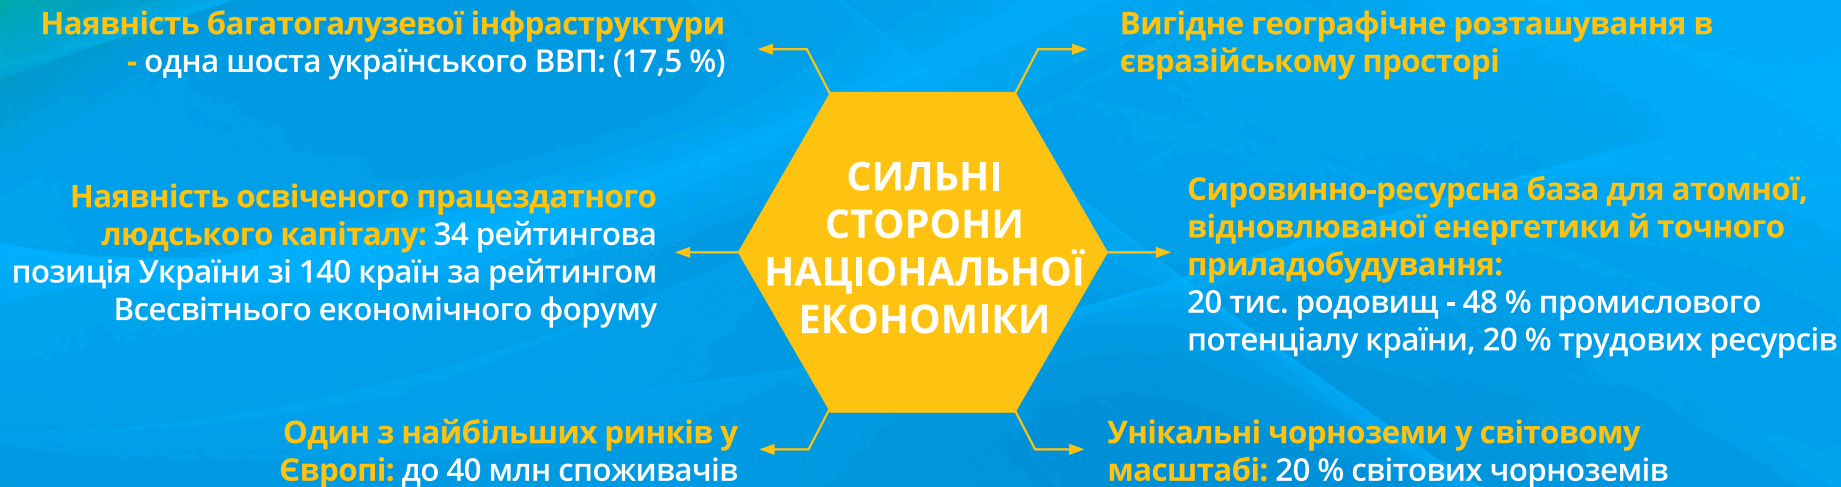 Наявність багатогалузевої інфраструктури
- одна шоста українського ВВП: (17,5 %)
Вигідне географічне розташування в
євразійському просторі
Наявність освіченого працездатного
людського капіталу: 34 рейтингова
позиція України зі 140 країн за рейтингом
Всесвітнього економічного форуму
СИЛЬНІ
СТОРОНИ
НАЦІОНАЛЬНОЇ
ЕКОНОМІКИ
Сировинно-ресурсна база для атомної,
відновлюваної енергетики й точного
приладобудування:
20 тис. родовищ - 48 % промислового
потенціалу країни, 20 % трудових ресурсів
Один з найбільших ринків у
Європі: до 40 млн споживачів
Унікальні чорноземи у світовому
масштабі: 20 % світових чорноземів